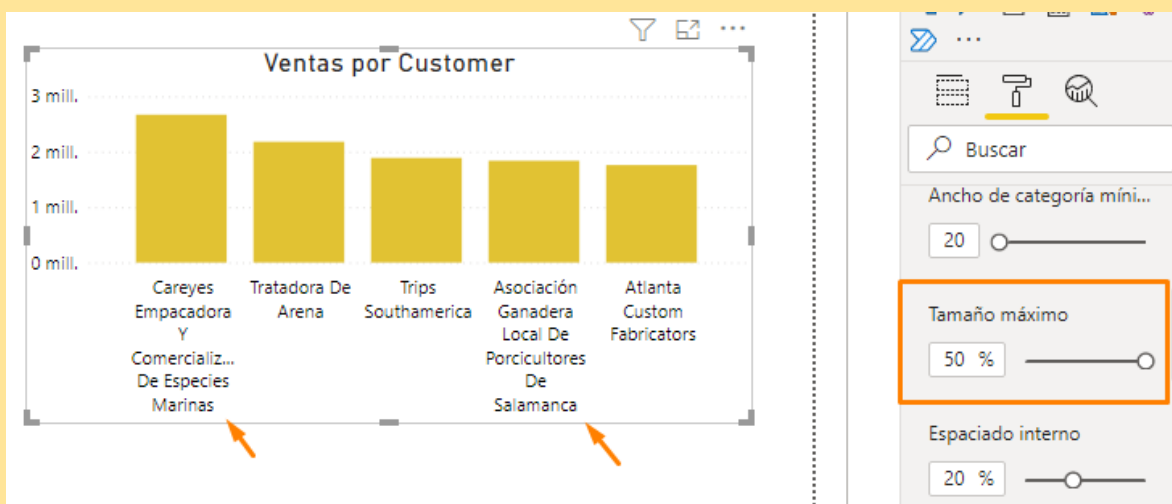 Ventas por Customer
3 mill.
2 mill.
1 mill.
0 mill.
Careyes
Empacadora
Y
Comercializ...
De Especies
Marinas
Tratadora De
Arena
Trips
Southamerica
Asociación
Ganadera
Local De
Porcicultores
De
Salamanca
Atlanta
Custom
Fabricators
Buscar
Ancho de categoría míni...
20
Tamaño máximo
50 %
Espaciado interno
20 %